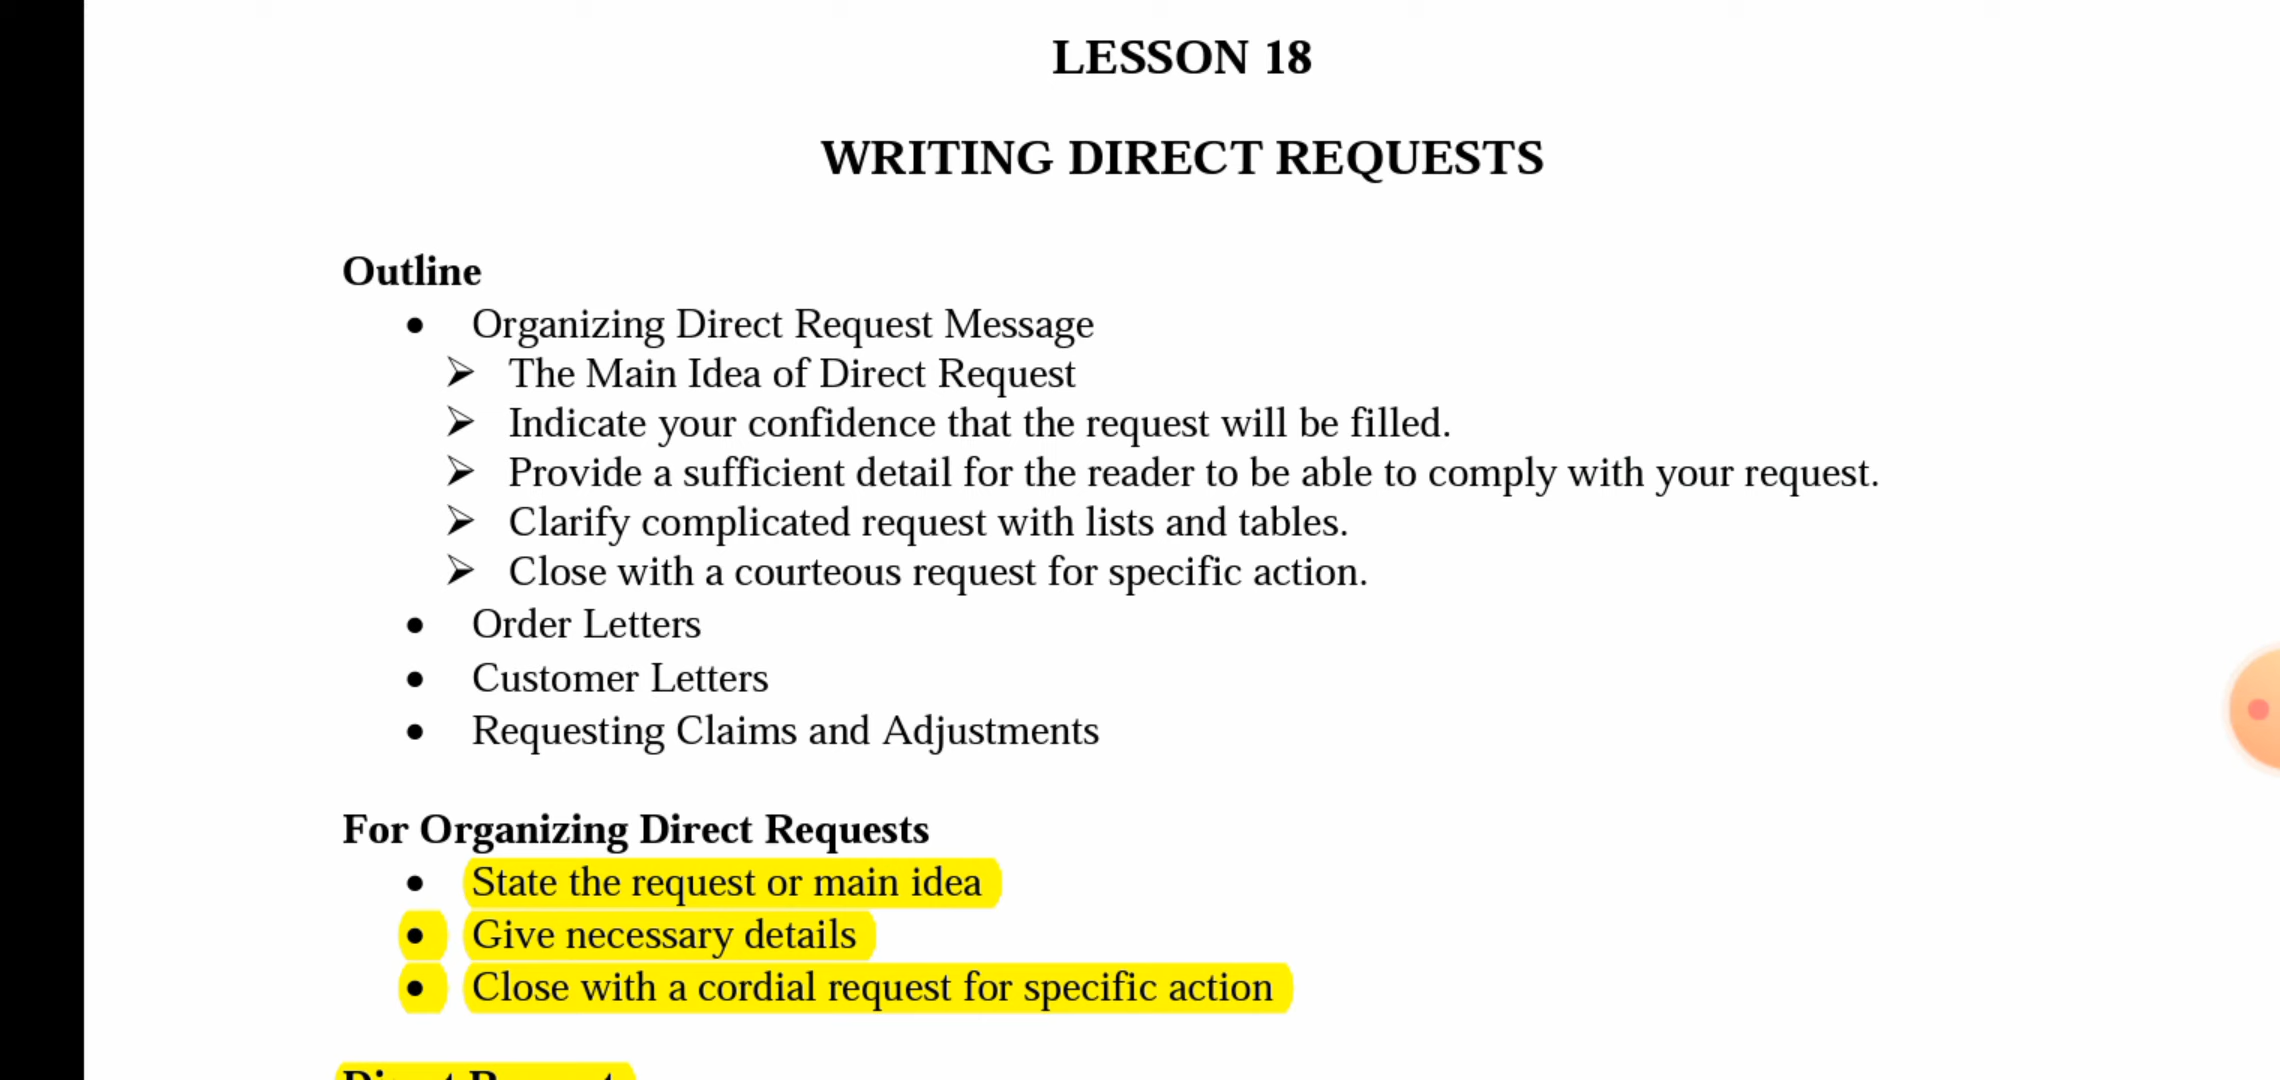 LESSON 18
WRITING DIRECT REQUESTS
Outline
• Organizing Direct Request Message
➢ The Main Idea of Direct Request
➢ Indicate your confidence that the request will be filled.
➢ Provide a sufficient detail for the reader to be able to comply with your request.
➢ Clarify complicated request with lists and tables.
➢ Close with a courteous request for specific action.
• Order Letters
• Customer Letters
• Requesting Claims and Adjustments
For Organizing Direct Requests
• State the request or main idea
• Give necessary details
• Close with a cordial request for specific action